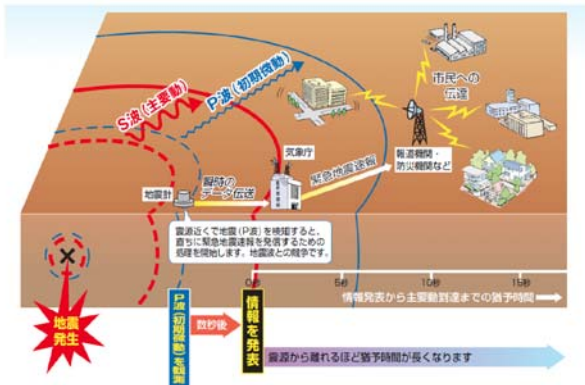 S波(主要動)
P波(初期微動)
市民への
伝達
気象庁
緊急地震速報
報道機関・
防災機関など
地震計
瞬時の
データ伝送
震源近くで地震(P波)を検知すると、
直ちに緊急地震速報を発信するための
処理を開始します。地震波との競争です。
0秒
5秒
10秒
15秒
情報発表から主要動到達までの猶予時間
地震
発生
P波(初期微動)を観測
数秒後
情報を発表
震源から離れるほど猶予時間が長くなります